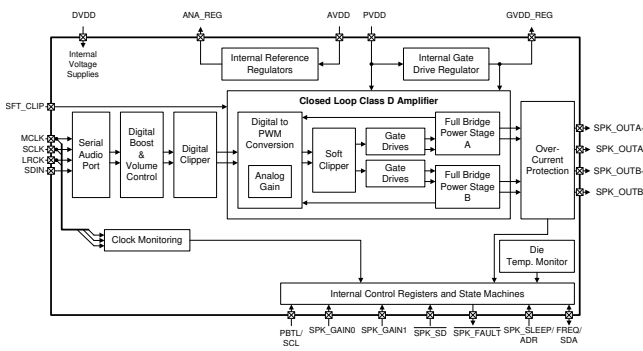 DVDD
ANA_REG
AVDD
PVDD
GVDD_REG
Internal
Voltage
Supplies
Internal Reference
Regulators
Internal Gate
Drive Regulator
SFT_CLIP
Closed Loop Class D Amplifier
MCLK
SCLK
LRCK
SDIN
Serial
Audio
Port
Digital
Boost
&
Volume
Control
Digital
Clipper
Digital to
PWM
Conversion
Analog
Gain
Soft
Clipper
Gate
Drives
Gate
Drives
Full Bridge
Power Stage
A
Full Bridge
Power Stage
B
Over-
Current
Protection
SPK_OUTA-
SPK_OUTA
SPK_OUTB-
SPK_OUTB
Clock Monitoring
Die
Temp. Monitor
Internal Control Registers and State Machines
PBTL/
SCL
SPK_GAIN0
SPK_GAIN1
SPK_SD
SPK_FAULT
SPK_SLEEP/
ADR
FREQ/
SDA